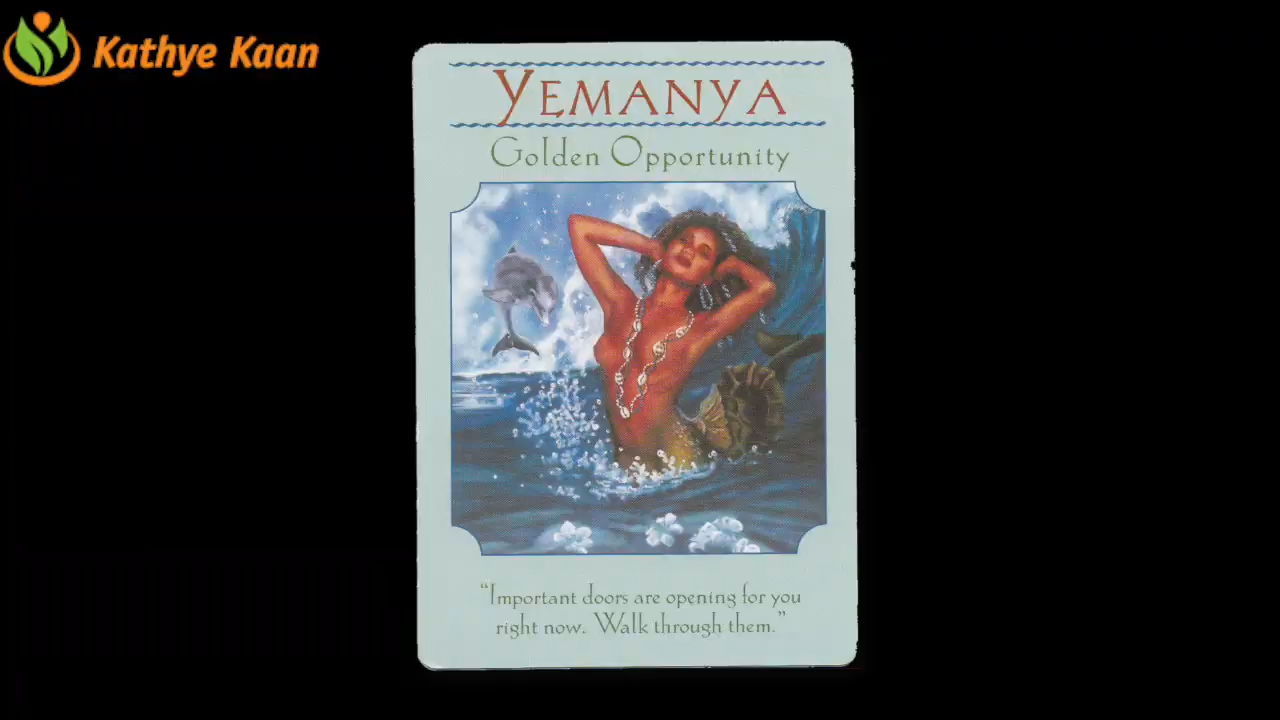 Kathye Kaan
YEMANYA
Golden Opportunity
“Important doors are opening for you
right now. Walk through them.”